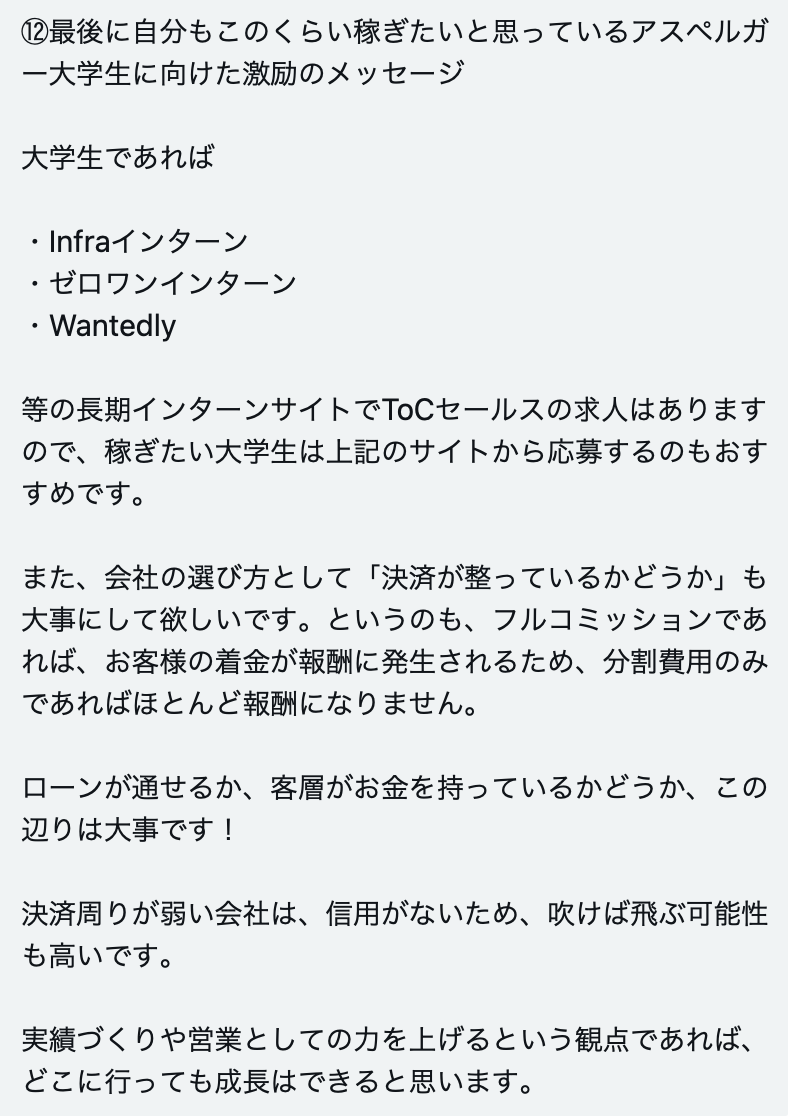 ⑫最後に自分もこのくらい稼ぎたいと思っているアスペルガ
ー大学生に向けた激励のメッセージ
大学生であれば
・Infraインターン
・ゼロワンインターン
・Wantedly
等の長期インターンサイトでToCセールスの求人はあります
ので、稼ぎたい大学生は上記のサイトから応募するのもおす
すめです。
また、会社の選び方として「決済が整っているかどうか」も
大事にして欲しいです。というのも、フルコミッションであ
れば、お客様の着金が報酬に発生されるため、分割費用のみ
であればほとんど報酬になりません。
ローンが通せるか、客層がお金を持っているかどうか、この
辺りは大事です！
決済周りが弱い会社は、信用がないため、吹けば飛ぶ可能性
も高いです。
実績づくりや営業としての力を上げるという観点であれば、
どこに行っても成長はできると思います。